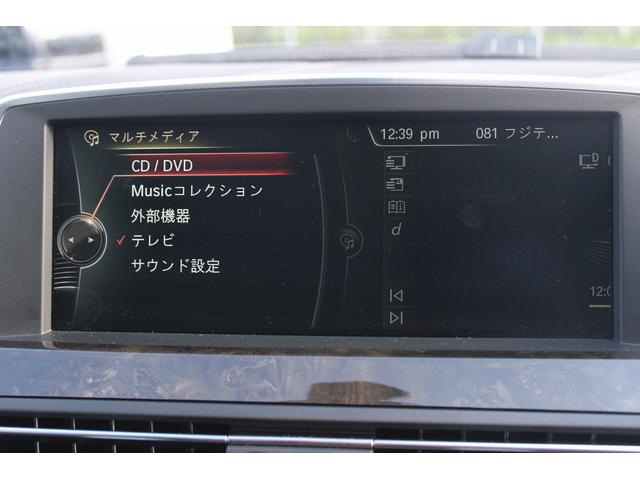 マルチメディア
12:39 pm
081 フジテ...
CD / DVD
Musicコレクション
外部機器
テレビ
サウンド設定
d
D
12:0